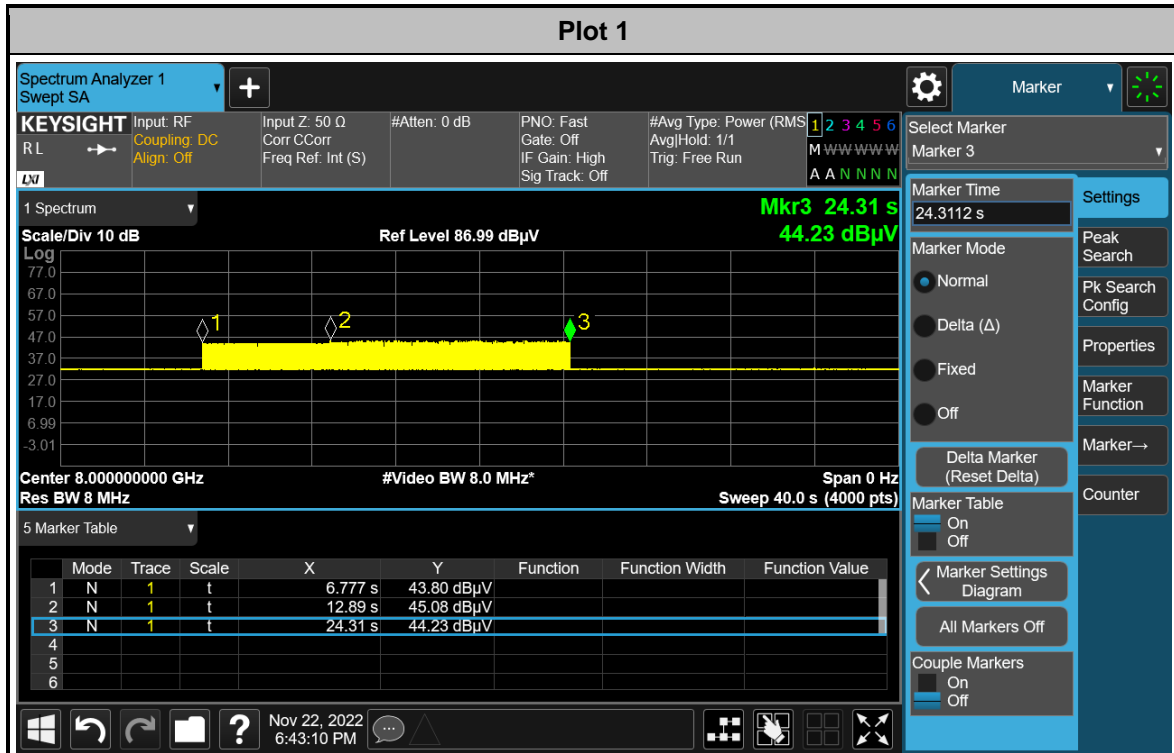 Plot 1
Spectrum Analyzer 1
Swept SA
+
Marker
KEYSIGHT
RL
LXI
Input: RF
Coupling: DC
Align: Off
Input Z: 50 Ω
Corr CCorr
Freq Ref: Int (S)
#Atten: 0 dB
PNO: Fast
Gate: Off
IF Gain: High
Sig Track: Off
#Avg Type: Power (RMS
Avg|Hold: 1/1
Trig: Free Run
1 2 3 4 5 6
M W W W W W
A A N N N N
Select Marker
Marker 3
1 Spectrum
Mkr3 24.31 s
44.23 dBµV
Scale/Div 10 dB
Ref Level 86.99 dBµV
Log
77.0
67.0
57.0
47.0
37.0
27.0
17.0
6.99
-3.01
1
2
3
Center 8.000000000 GHz
#Video BW 8.0 MHz*
Span 0 Hz
Res BW 8 MHz
Sweep 40.0 s (4000 pts)
5 Marker Table
Mode Trace Scale X Y Function Function Width Function Value
1 N 1 t 6.777 s 43.80 dBµV
2 N 1 t 12.89 s 45.08 dBµV
3 N 1 t 24.31 s 44.23 dBµV
4
5
6
Marker Time
24.3112 s
Marker Mode
Normal
Delta (Δ)
Fixed
Off
Delta Marker
(Reset Delta)
Marker Table
On
Off
Marker Settings
Diagram
All Markers Off
Couple Markers
On
Off
Settings
Peak
Search
Pk Search
Config
Properties
Marker
Function
Marker→
Counter
?
Nov 22, 2022
6:43:10 PM